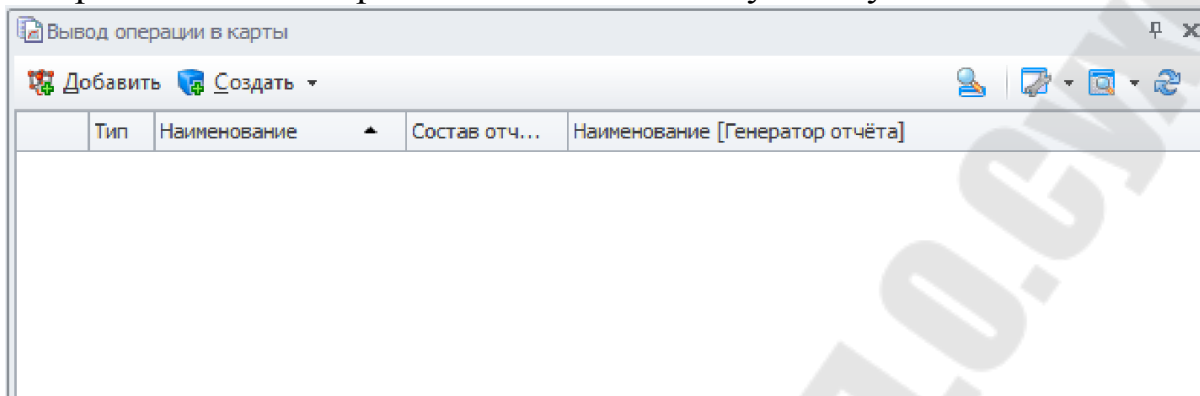 Вывод операции в карты
Добавить Создать
Тип Наименование Состав отч... Наименование [Генератор отчёта]